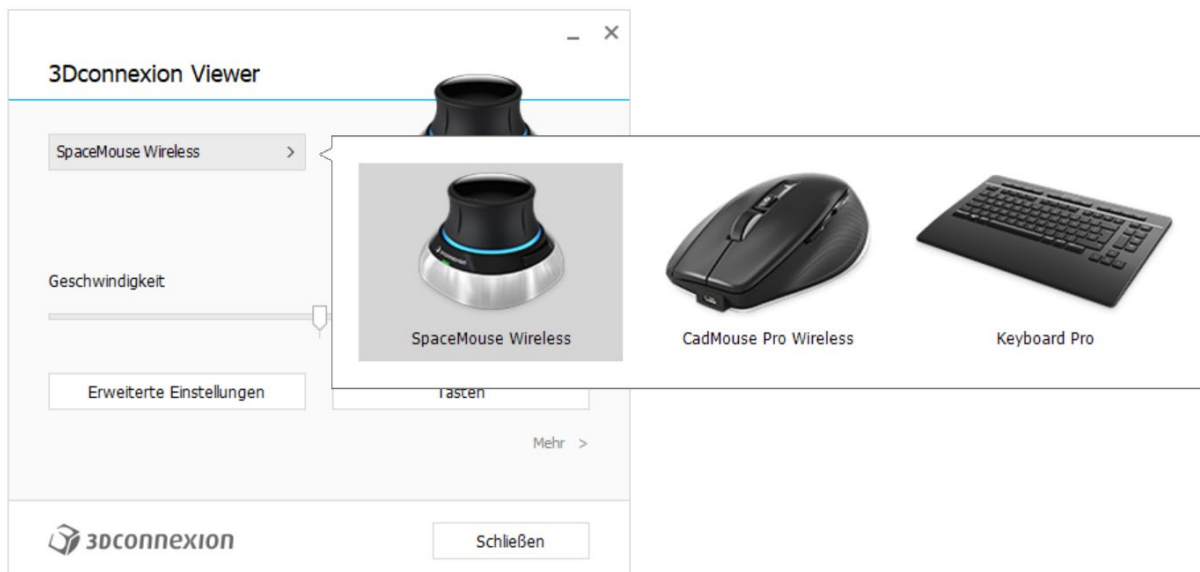 3Dconnexion Viewer
SpaceMouse Wireless >
Geschwindigkeit
SpaceMouse Wireless
CadMouse Pro Wireless
Keyboard Pro
Erweiterte Einstellungen
Tasten
Mehr >
3Dconnexion
Schließen